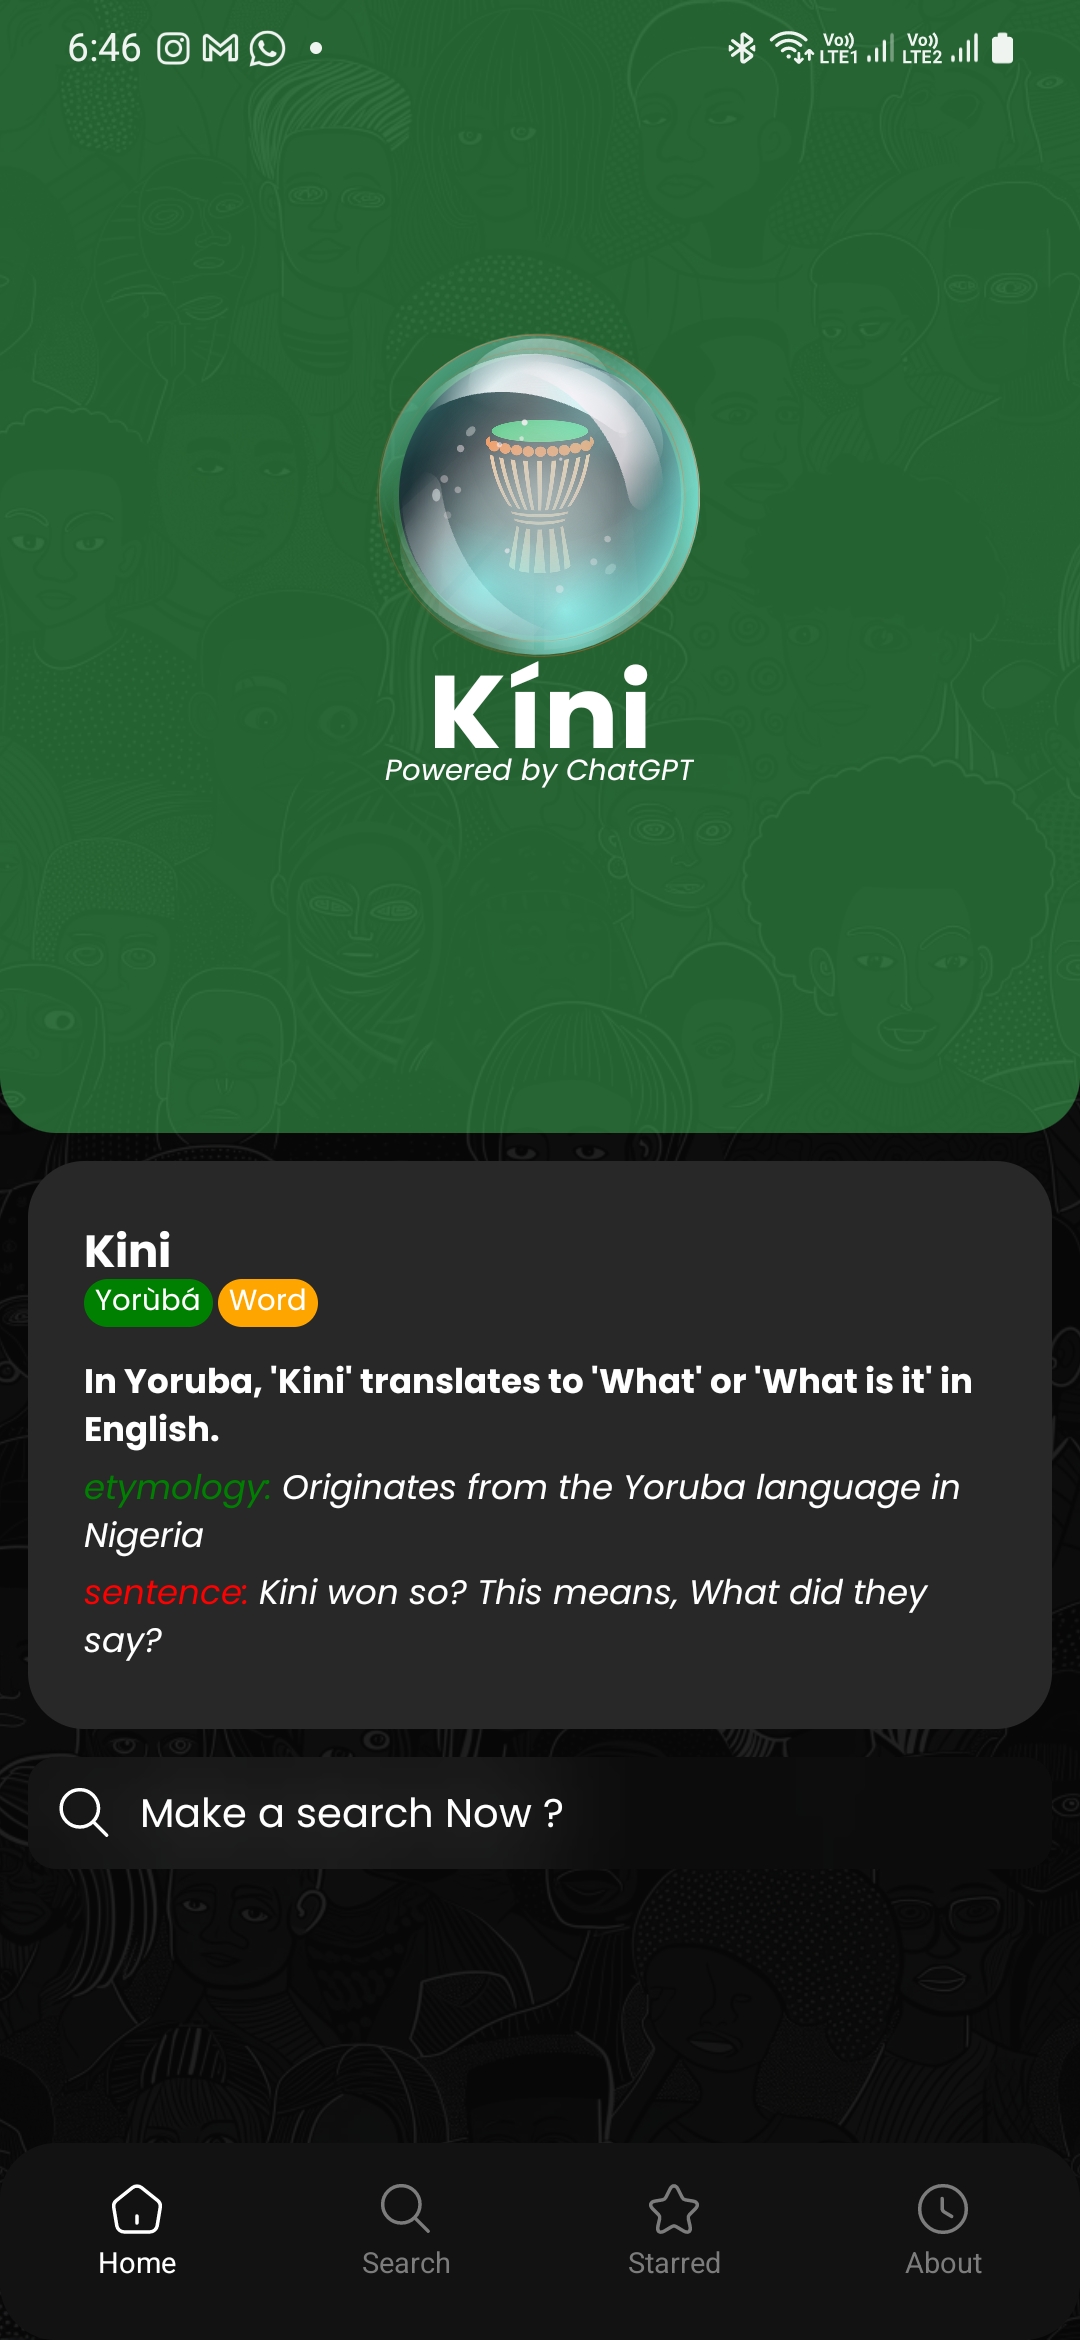 6:46
Vo)) LTE1 Vo)) LTE2
Kíni
Powered by ChatGPT
Kini
Yorùbá Word
In Yoruba, 'Kini' translates to 'What' or 'What is it' in
English.
etymology: Originates from the Yoruba language in
Nigeria
sentence: Kini won so? This means, What did they
say?
Make a search Now ?
Home Search Starred About